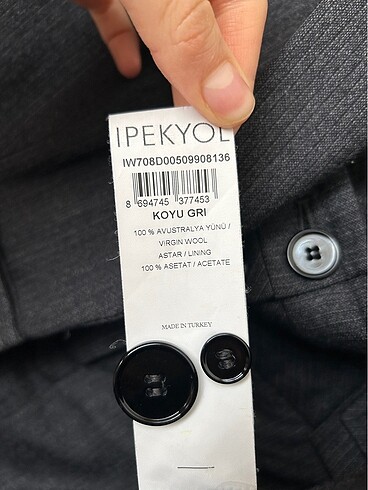 IPEKYOL
IW708D00509908136
8 694745 377453
KOYU GRI
100 % AVUSTRALYA YÜNÜ /
VIRGIN WOOL
ASTAR / LINING
100 % ASETAT / ACETATE
MADE IN TURKEY